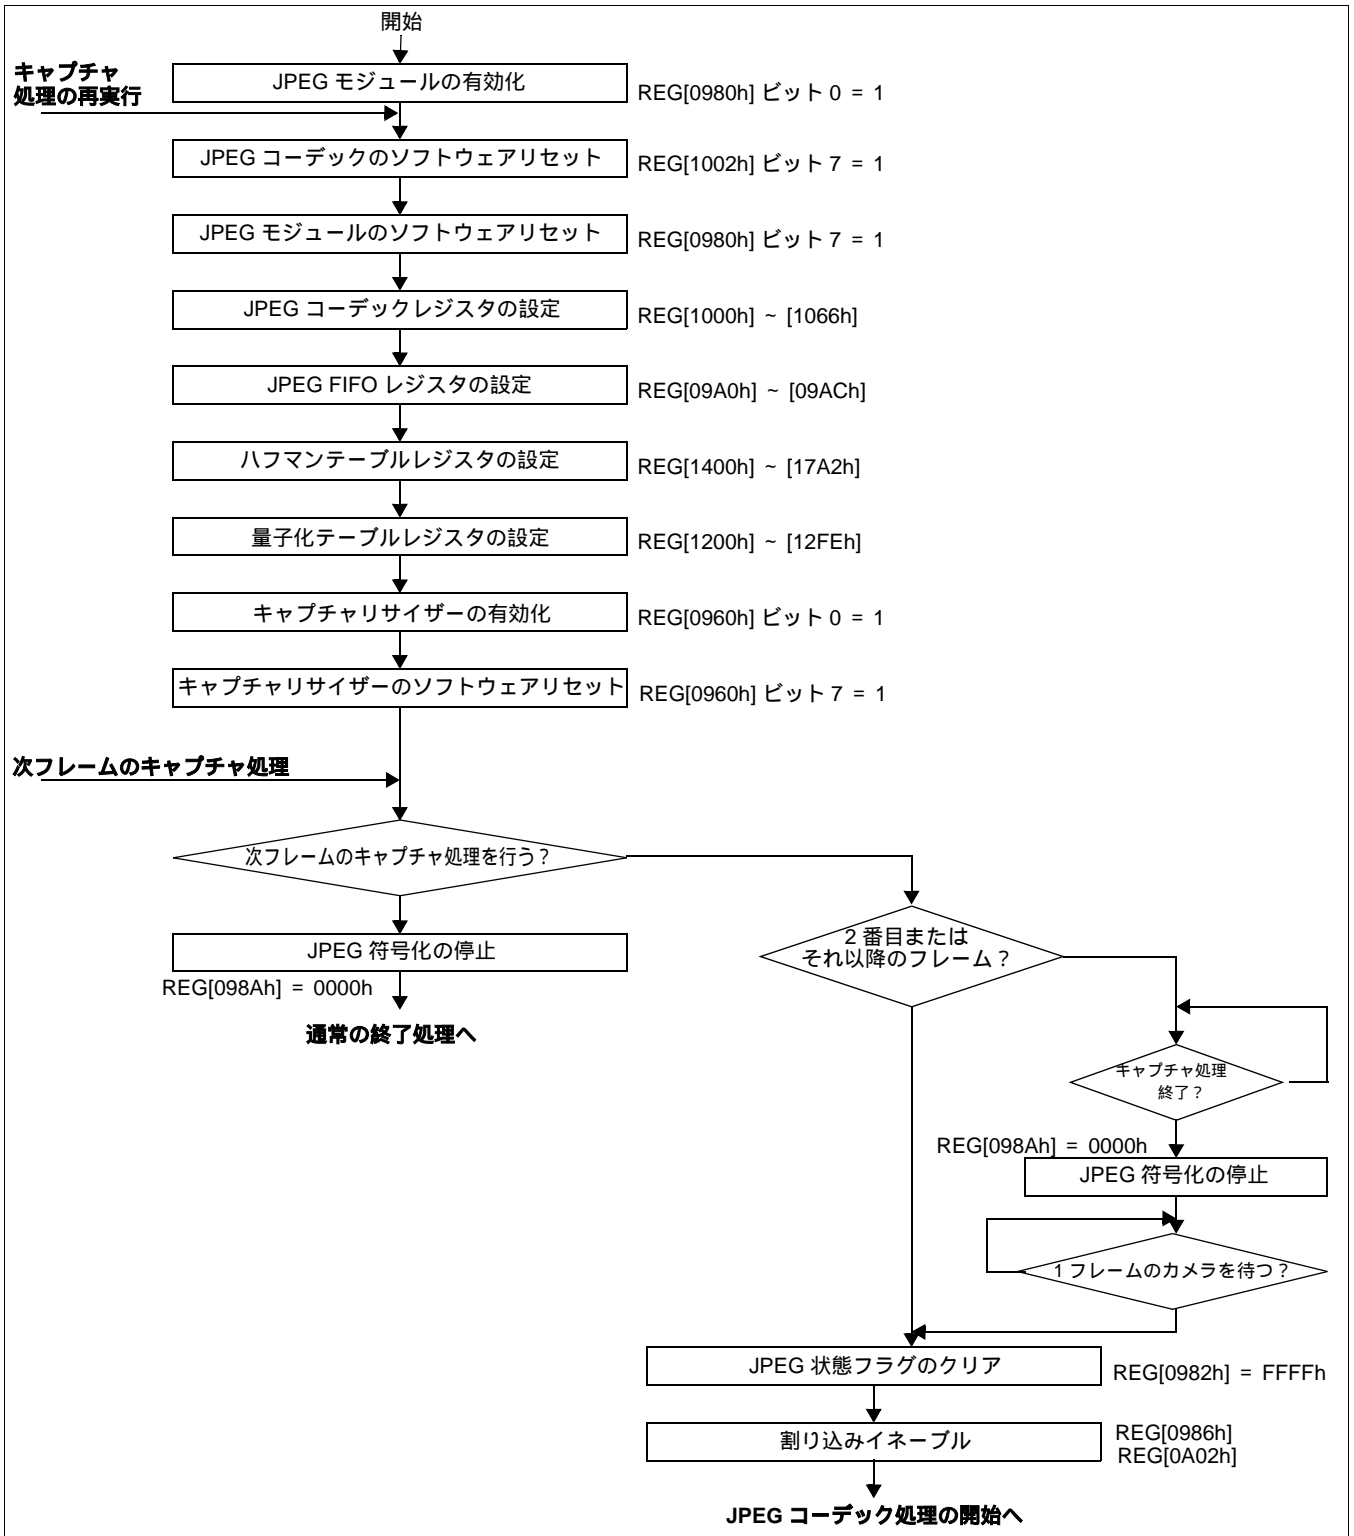 開始
キャプチャ
処理の再実行
JPEG モジュールの有効化
REG[0980h] ビット 0 = 1
JPEG コーデックのソフトウェアリセット
REG[1002h] ビット 7 = 1
JPEG モジュールのソフトウェアリセット
REG[0980h] ビット 7 = 1
JPEG コーデックレジスタの設定
REG[1000h] ~ [1066h]
JPEG FIFO レジスタの設定
REG[09A0h] ~ [09ACh]
ハフマンテーブルレジスタの設定
REG[1400h] ~ [17A2h]
量子化テーブルレジスタの設定
REG[1200h] ~ [12FEh]
キャプチャリサイザーの有効化
REG[0960h] ビット 0 = 1
キャプチャリサイザーのソフトウェアリセット
REG[0960h] ビット 7 = 1
次フレームのキャプチャ処理
次フレームのキャプチャ処理を行う？
JPEG 符号化の停止
REG[098Ah] = 0000h
通常の終了処理へ
2 番目または
それ以降のフレーム？
キャプチャ処理
終了？
REG[098Ah] = 0000h
JPEG 符号化の停止
1 フレームのカメラを待つ？
JPEG 状態フラグのクリア
REG[0982h] = FFFFh
割り込みイネーブル
REG[0986h]
REG[0A02h]
JPEG コーデック処理の開始へ